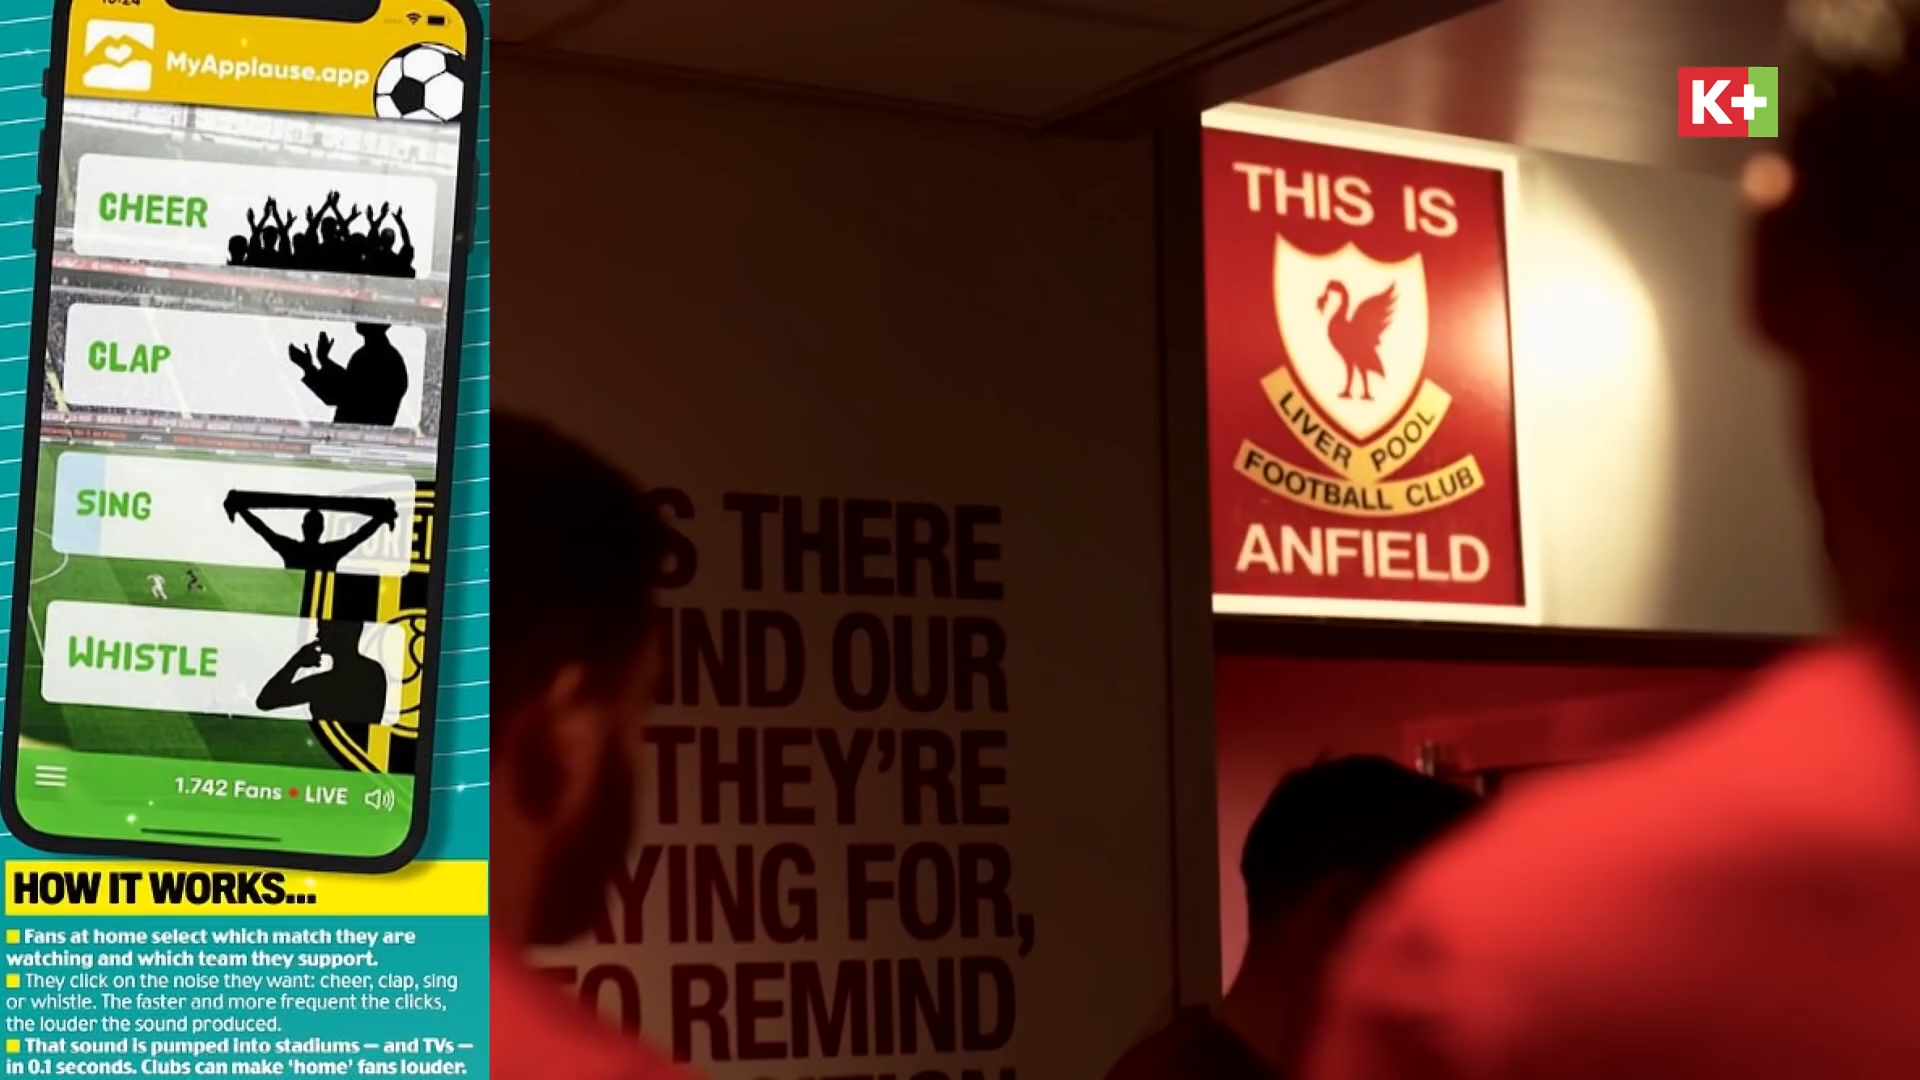 MyApplause.app
CHEER
CLAP
SING
WHISTLE
1.742 Fans • LIVE
HOW IT WORKS...
■ Fans at home select which match they are
watching and which team they support.
■ They click on the noise they want: cheer, clap, sing
or whistle. The faster and more frequent the clicks,
the louder the sound produced.
■ That sound is pumped into stadiums — and TVs —
in 0.1 seconds. Clubs can make 'home' fans louder.
THERE
OUR
THEY'RE
FOR,
TO REMIND
THIS IS
LIVERPOOL
FOOTBALL CLUB
ANFIELD
K+